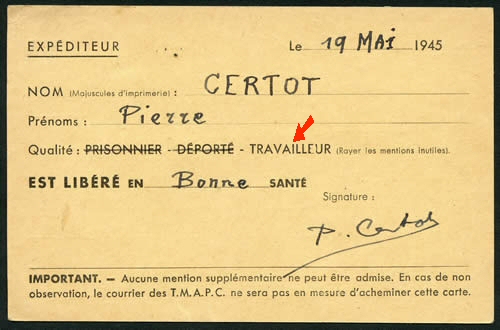 EXPÉDITEUR Le 19 MAI 1945
NOM (Majuscules d'imprimerie) : CERTOT
Prénoms : Pierre
Qualité : PRISONNIER - DÉPORTÉ - TRAVAILLEUR (Rayer les mentions inutiles).
EST LIBÉRÉ EN Bonne SANTÉ
Signature :
P. Certot
IMPORTANT. — Aucune mention supplémentaire ne peut être admise. En cas de non
observation, le courrier des T.M.A.P.C. ne sera pas en mesure d'acheminer cette carte.